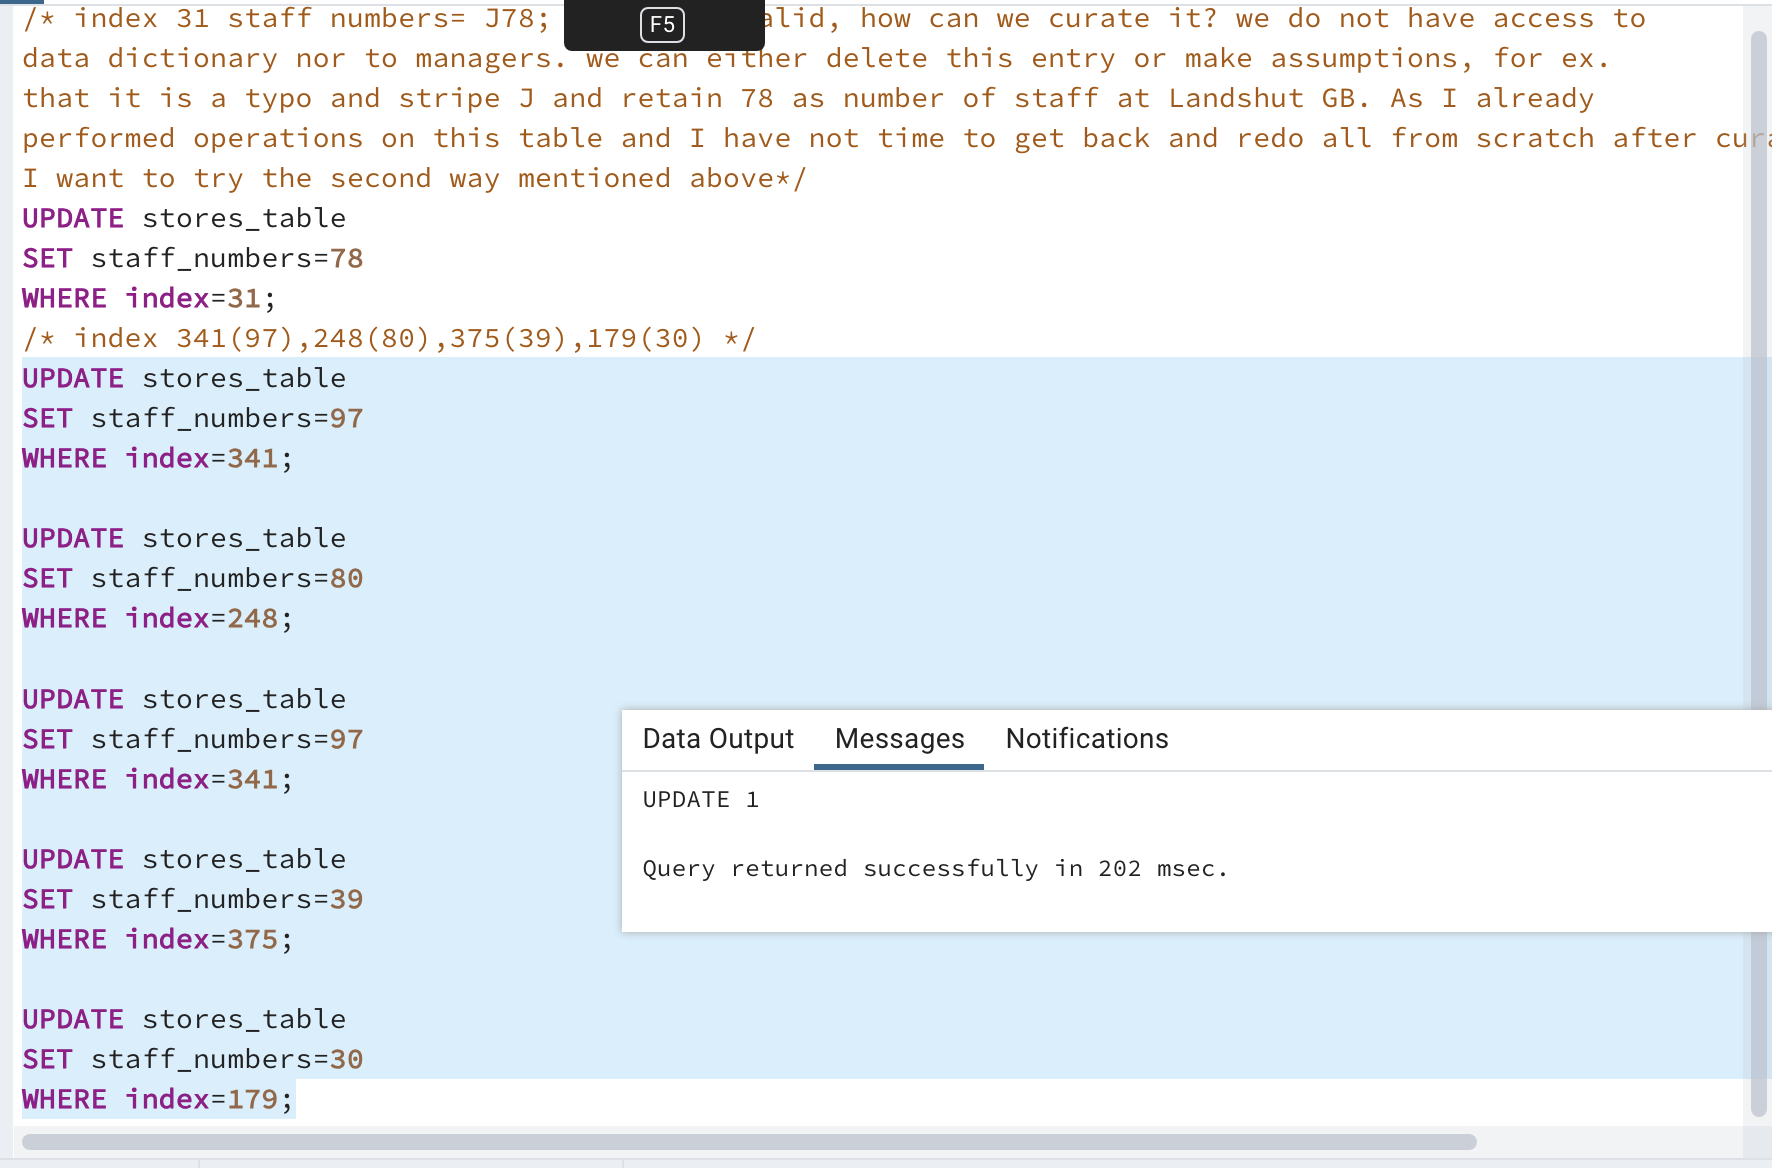 /* index 31 staff numbers= J78; alid, how can we curate it? we do not have access to
F5
data dictionary nor to managers. we can either delete this entry or make assumptions, for ex.
that it is a typo and stripe J and retain 78 as number of staff at Landshut GB. As I already
performed operations on this table and I have not time to get back and redo all from scratch after cura
I want to try the second way mentioned above*/
UPDATE stores_table
SET staff_numbers=78
WHERE index=31;
/* index 341(97),248(80),375(39),179(30) */
UPDATE stores_table
SET staff_numbers=97
WHERE index=341;
UPDATE stores_table
SET staff_numbers=80
WHERE index=248;
UPDATE stores_table
SET staff_numbers=97
WHERE index=341;
UPDATE stores_table
SET staff_numbers=39
WHERE index=375;
UPDATE stores_table
SET staff_numbers=30
WHERE index=179;
Data Output Messages Notifications
UPDATE 1
Query returned successfully in 202 msec.